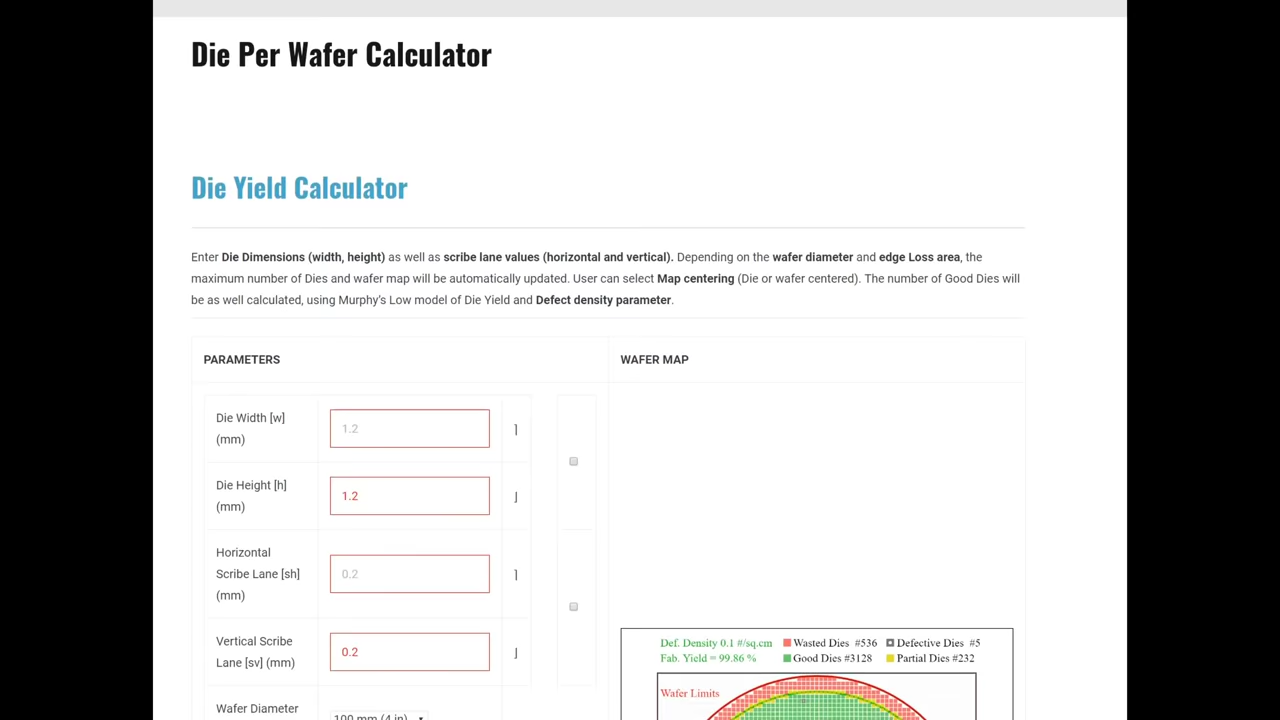 Die Per Wafer Calculator
Die Yield Calculator
Enter Die Dimensions (width, height) as well as scribe lane values (horizontal and vertical). Depending on the wafer diameter and edge Loss area, the
maximum number of Dies and wafer map will be automatically updated. User can select Map centering (Die or wafer centered). The number of Good Dies will
be as well calculated, using Murphy’s Low model of Die Yield and Defect density parameter.
PARAMETERS
WAFER MAP
Die Width [w]
(mm)
1.2
⎤
Die Height [h]
(mm)
1.2
⎦
Horizontal
Scribe Lane [sh]
(mm)
0.2
⎤
Vertical Scribe
Lane [sv] (mm)
0.2
⎦
Wafer Diameter
100 mm (4 in)
Def. Density 0.1 #/sq.cm
Wasted Dies #536
Defective Dies #5
Fab. Yield = 99.86 %
Good Dies #3128
Partial Dies #232
Wafer Limits